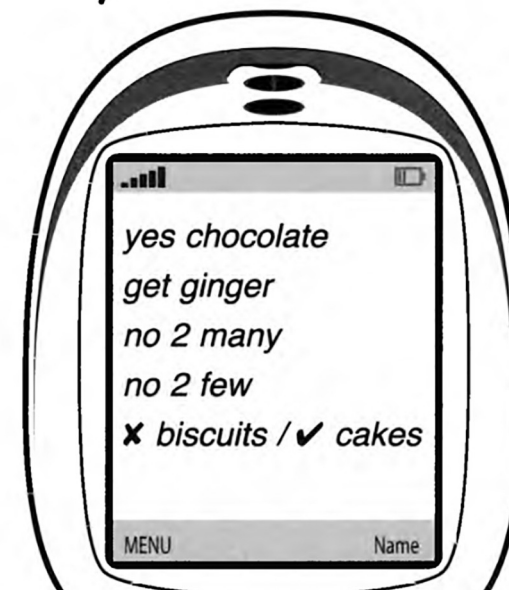 yes chocolate
get ginger
no 2 many
no 2 few
✘ biscuits / ✔ cakes
MENU Name